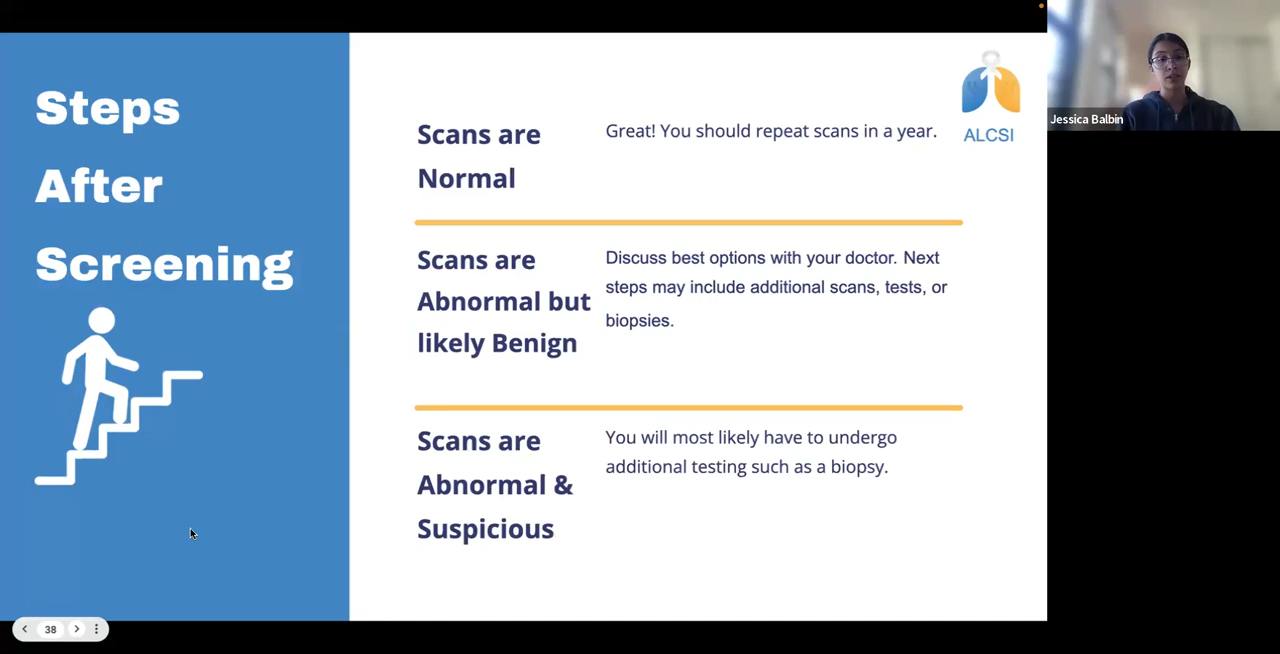 Steps
After
Screening
Scans are
Normal
Great! You should repeat scans in a year.
ALCSI
Scans are
Abnormal but
likely Benign
Discuss best options with your doctor. Next
steps may include additional scans, tests, or
biopsies.
Scans are
Abnormal &
Suspicious
You will most likely have to undergo
additional testing such as a biopsy.
Jessica Balbin
38